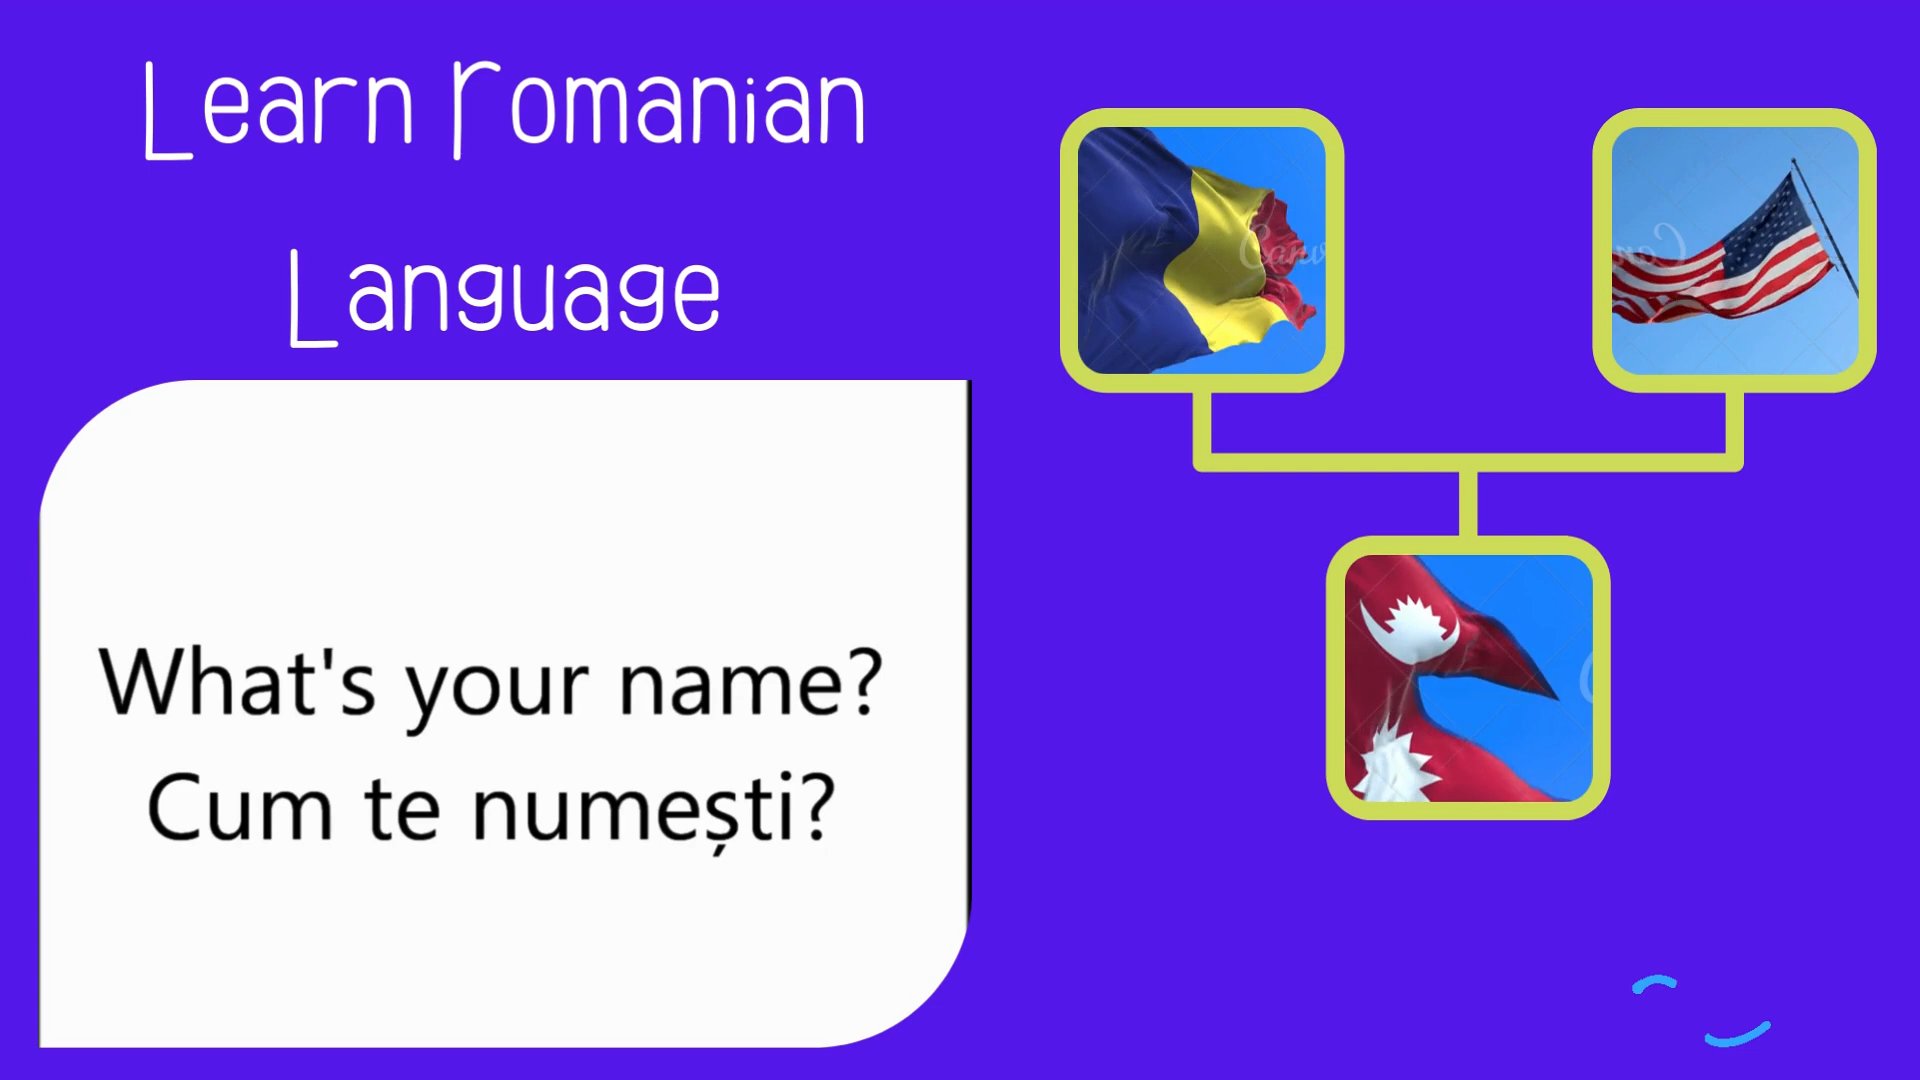 Learn Romanian
Language
What's your name?
Cum te numești?